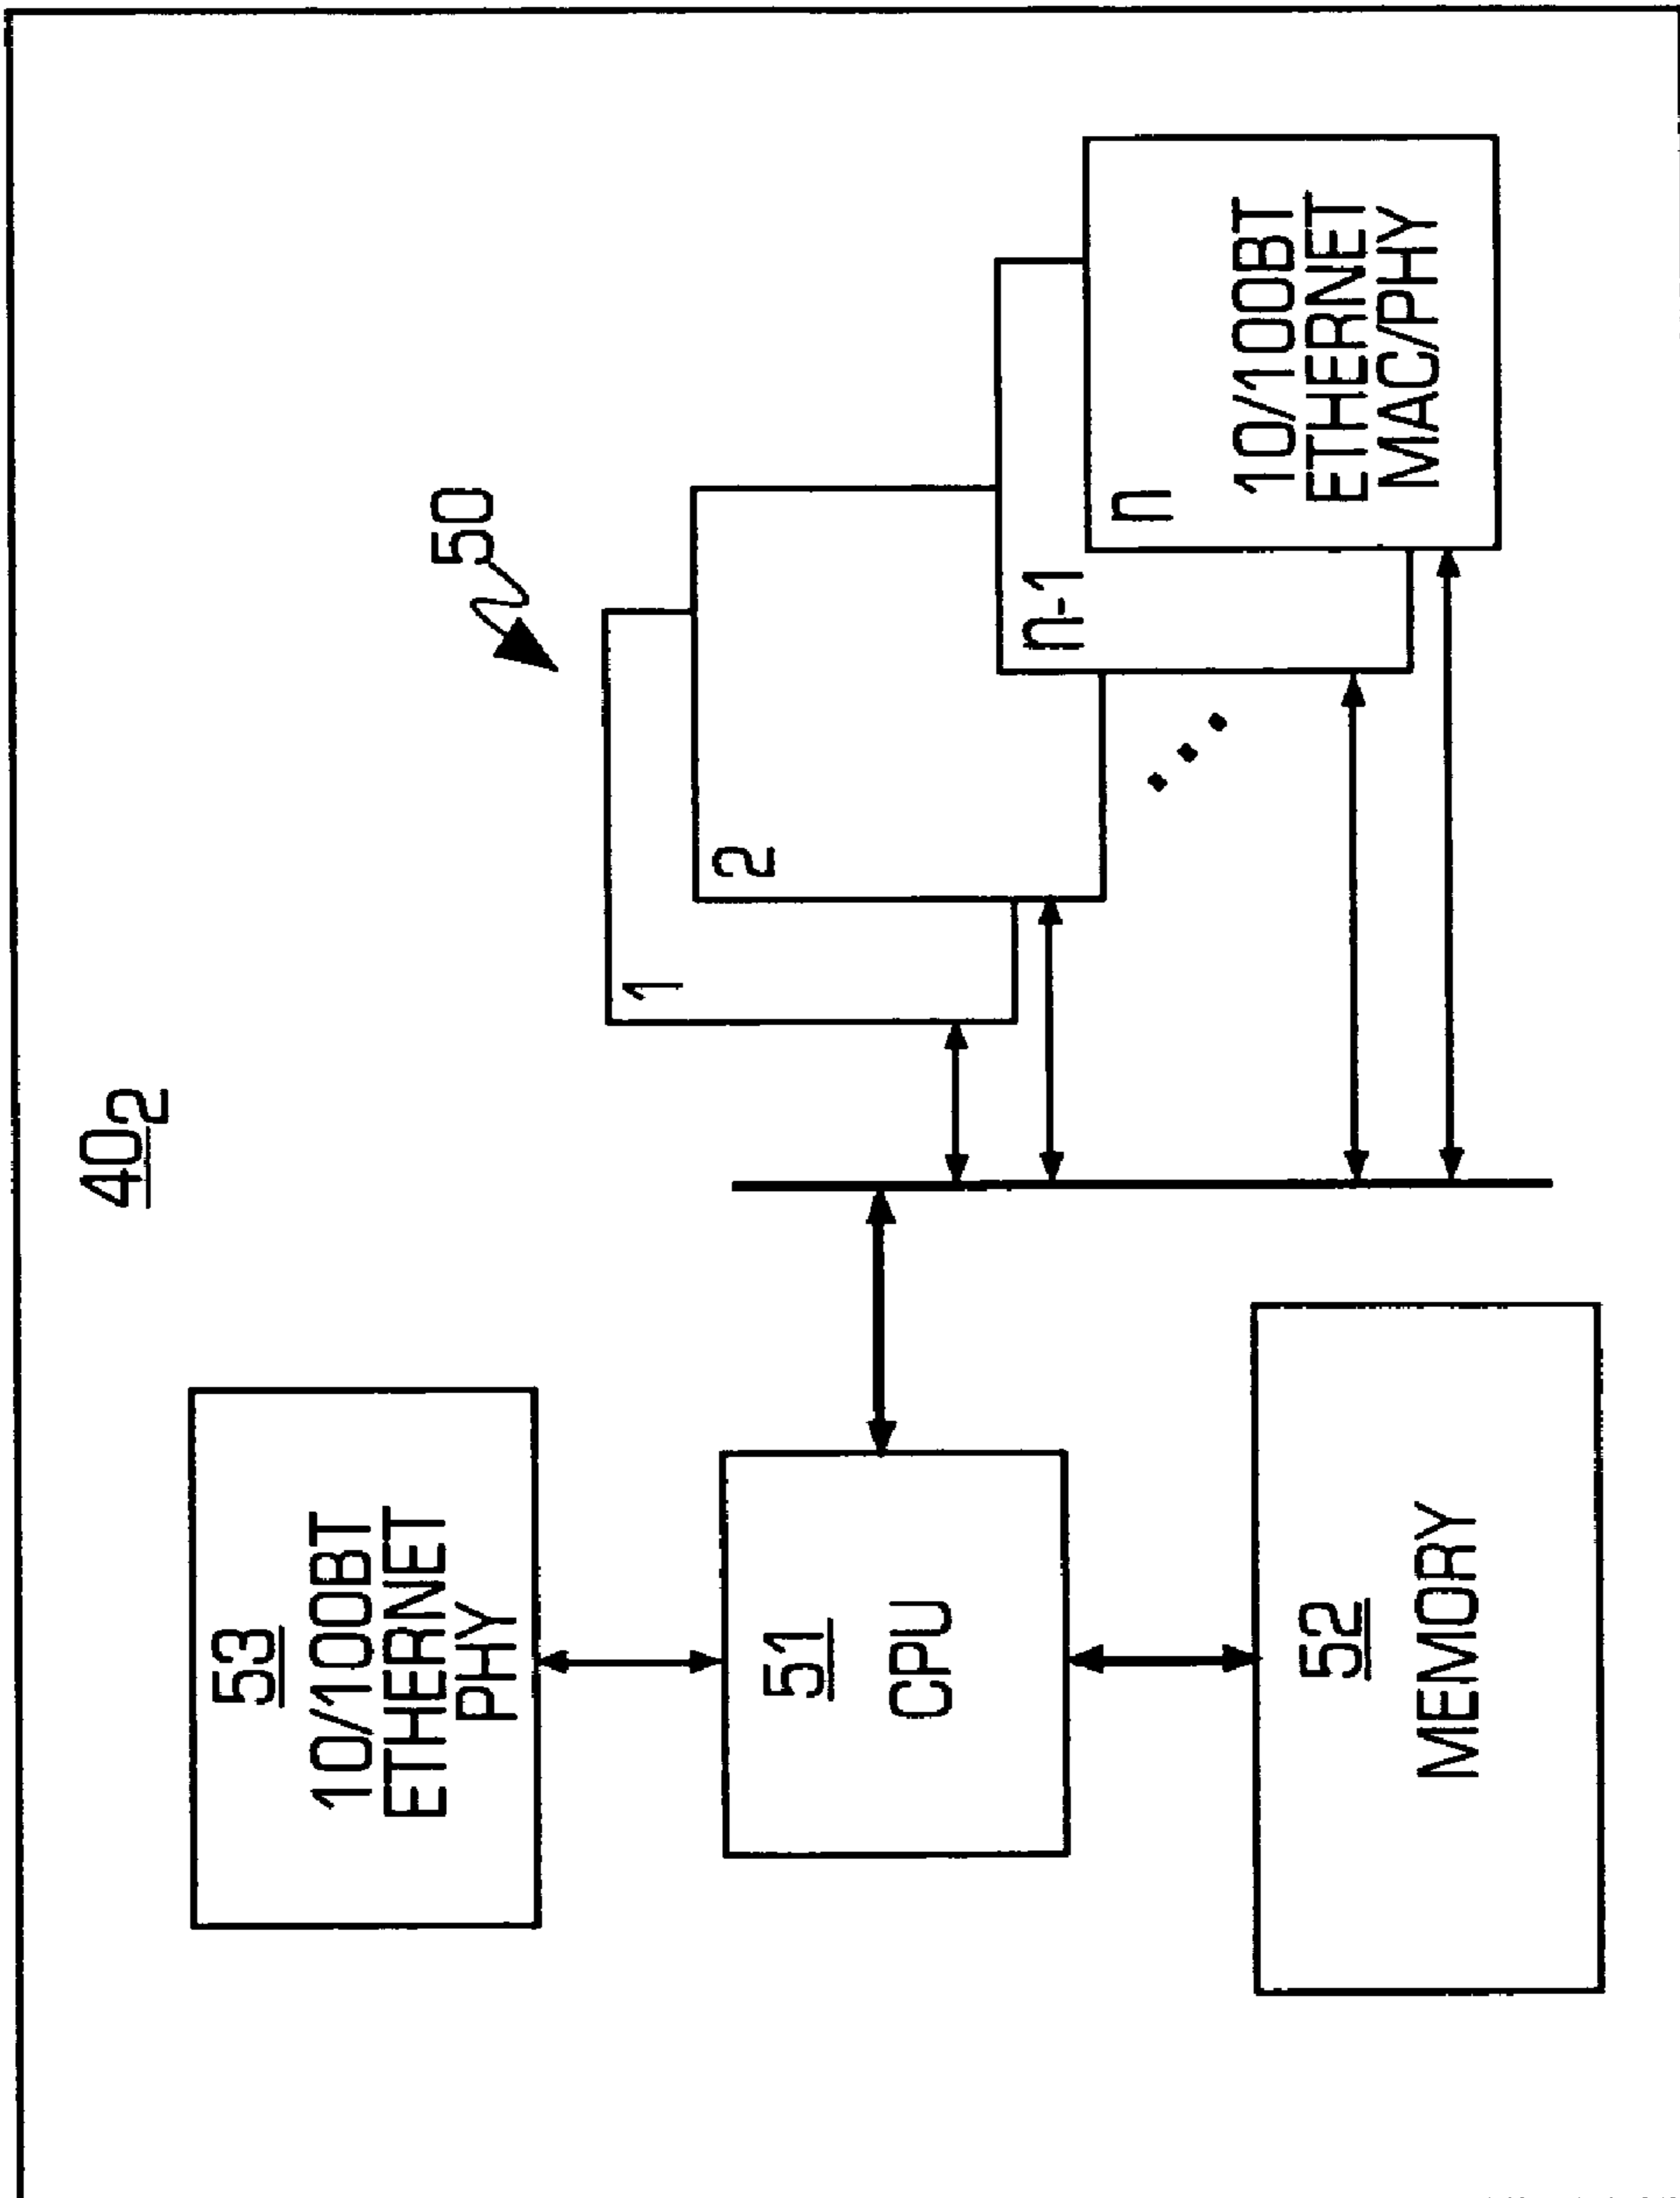 40₂
53
10/100BT
ETHERNET
PHY
51
CPU
52
MEMORY
50
1
2
n-1
n
10/100BT
ETHERNET
MAC/PHY